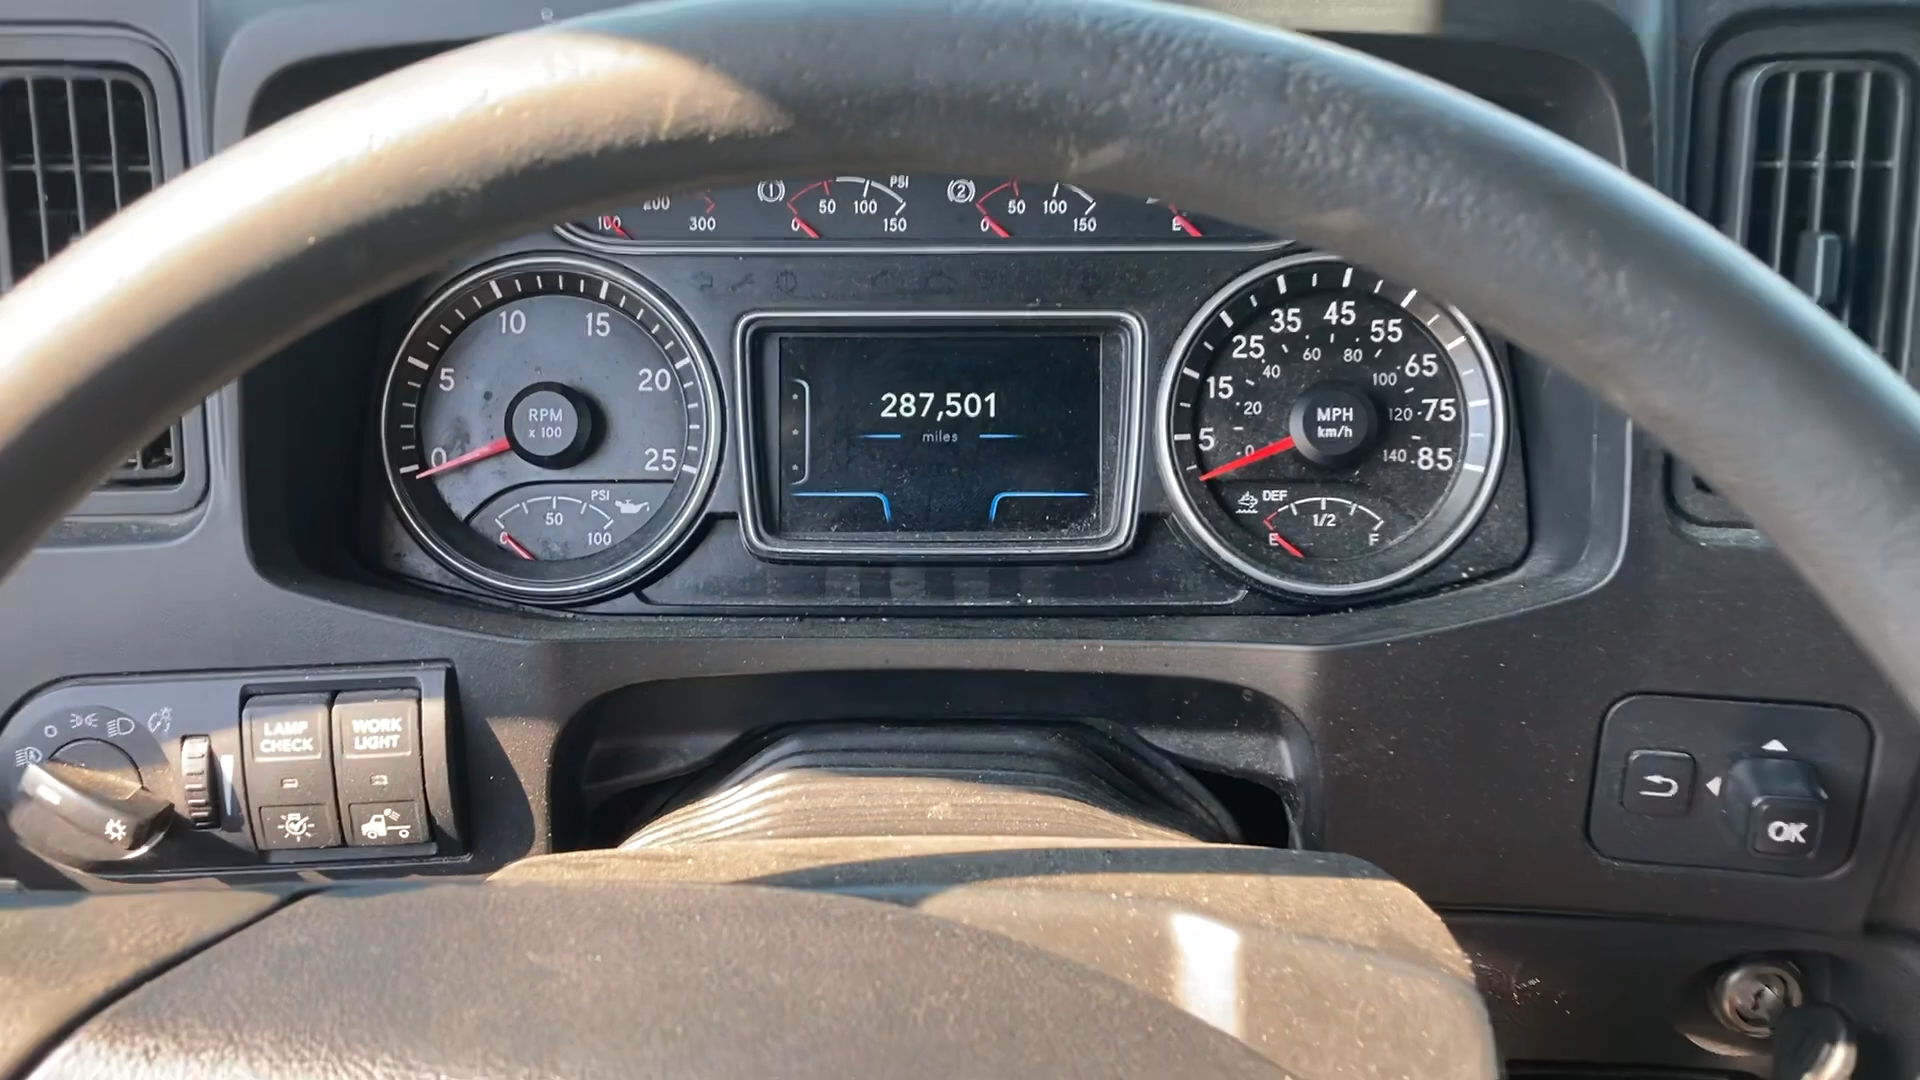 200
100 300
PSI
50 100
0 150
50 100
0 150
E
10 15
5 20
0 25
RPM
x 100
PSI
50
0 100
287,501
miles
35 45 55
25 65
15 75
5 85
60 80
40 100
20 120
0 140
MPH
km/h
DEF
1/2
E F
LAMP
CHECK
WORK
LIGHT
OK